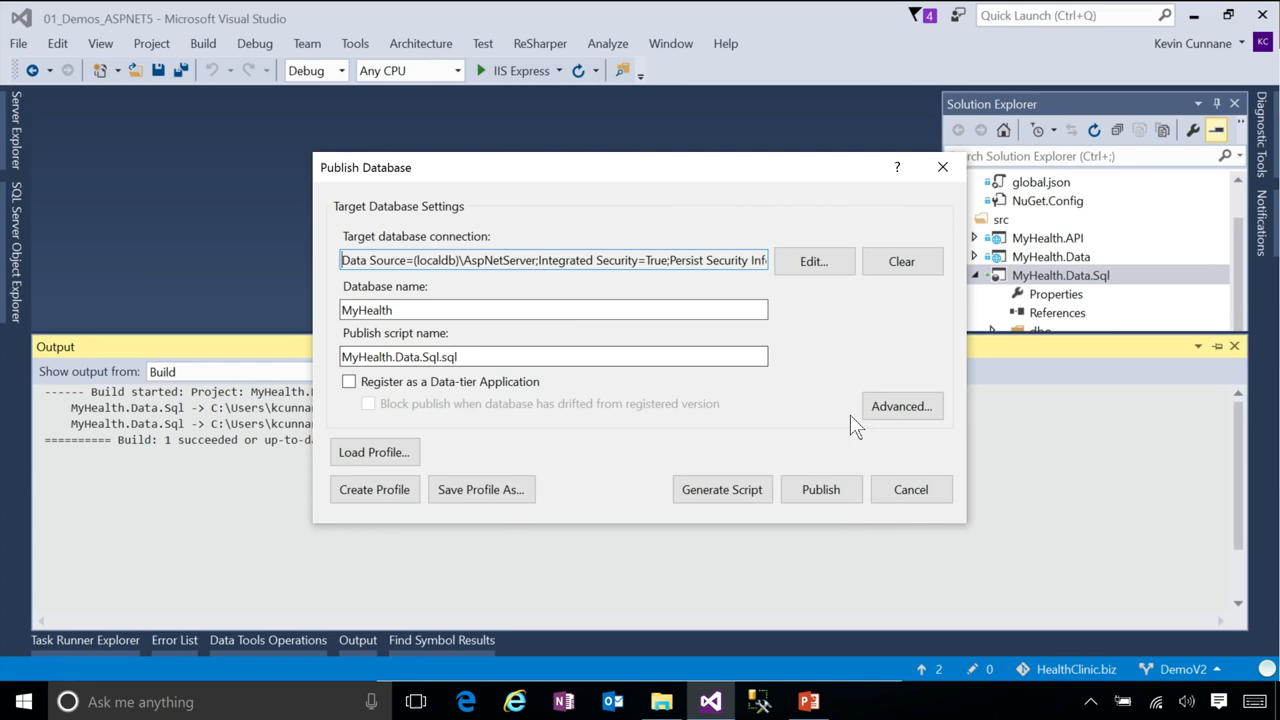 01_Demos_ASPNET5 - Microsoft Visual Studio
4
Quick Launch (Ctrl+Q)
File Edit View Project Build Debug Team Tools Architecture Test ReSharper Analyze Window Help
Kevin Cunnane
KC
Debug
Any CPU
IIS Express
Server Explorer
SQL Server Object Explorer
Solution Explorer
rch Solution Explorer (Ctrl+;)
global.json
NuGet.Config
src
MyHealth.API
MyHealth.Data
MyHealth.Data.Sql
Properties
References
Diagnostic Tools
Notifications
Publish Database
?
Target Database Settings
Target database connection:
Data Source=(localdb)\AspNetServer;Integrated Security=True;Persist Security Inf
Edit...
Clear
Database name:
MyHealth
Publish script name:
MyHealth.Data.Sql.sql
Register as a Data-tier Application
Block publish when database has drifted from registered version
Advanced...
Load Profile...
Create Profile
Save Profile As...
Generate Script
Publish
Cancel
Output
Show output from:
Build
------ Build started: Project: MyHealth.
MyHealth.Data.Sql -> C:\Users\kcunnan
MyHealth.Data.Sql -> C:\Users\kcunnan
========== Build: 1 succeeded or up-to-da
Task Runner Explorer Error List Data Tools Operations Output Find Symbol Results
2
0
HealthClinic.biz
DemoV2
Ask me anything